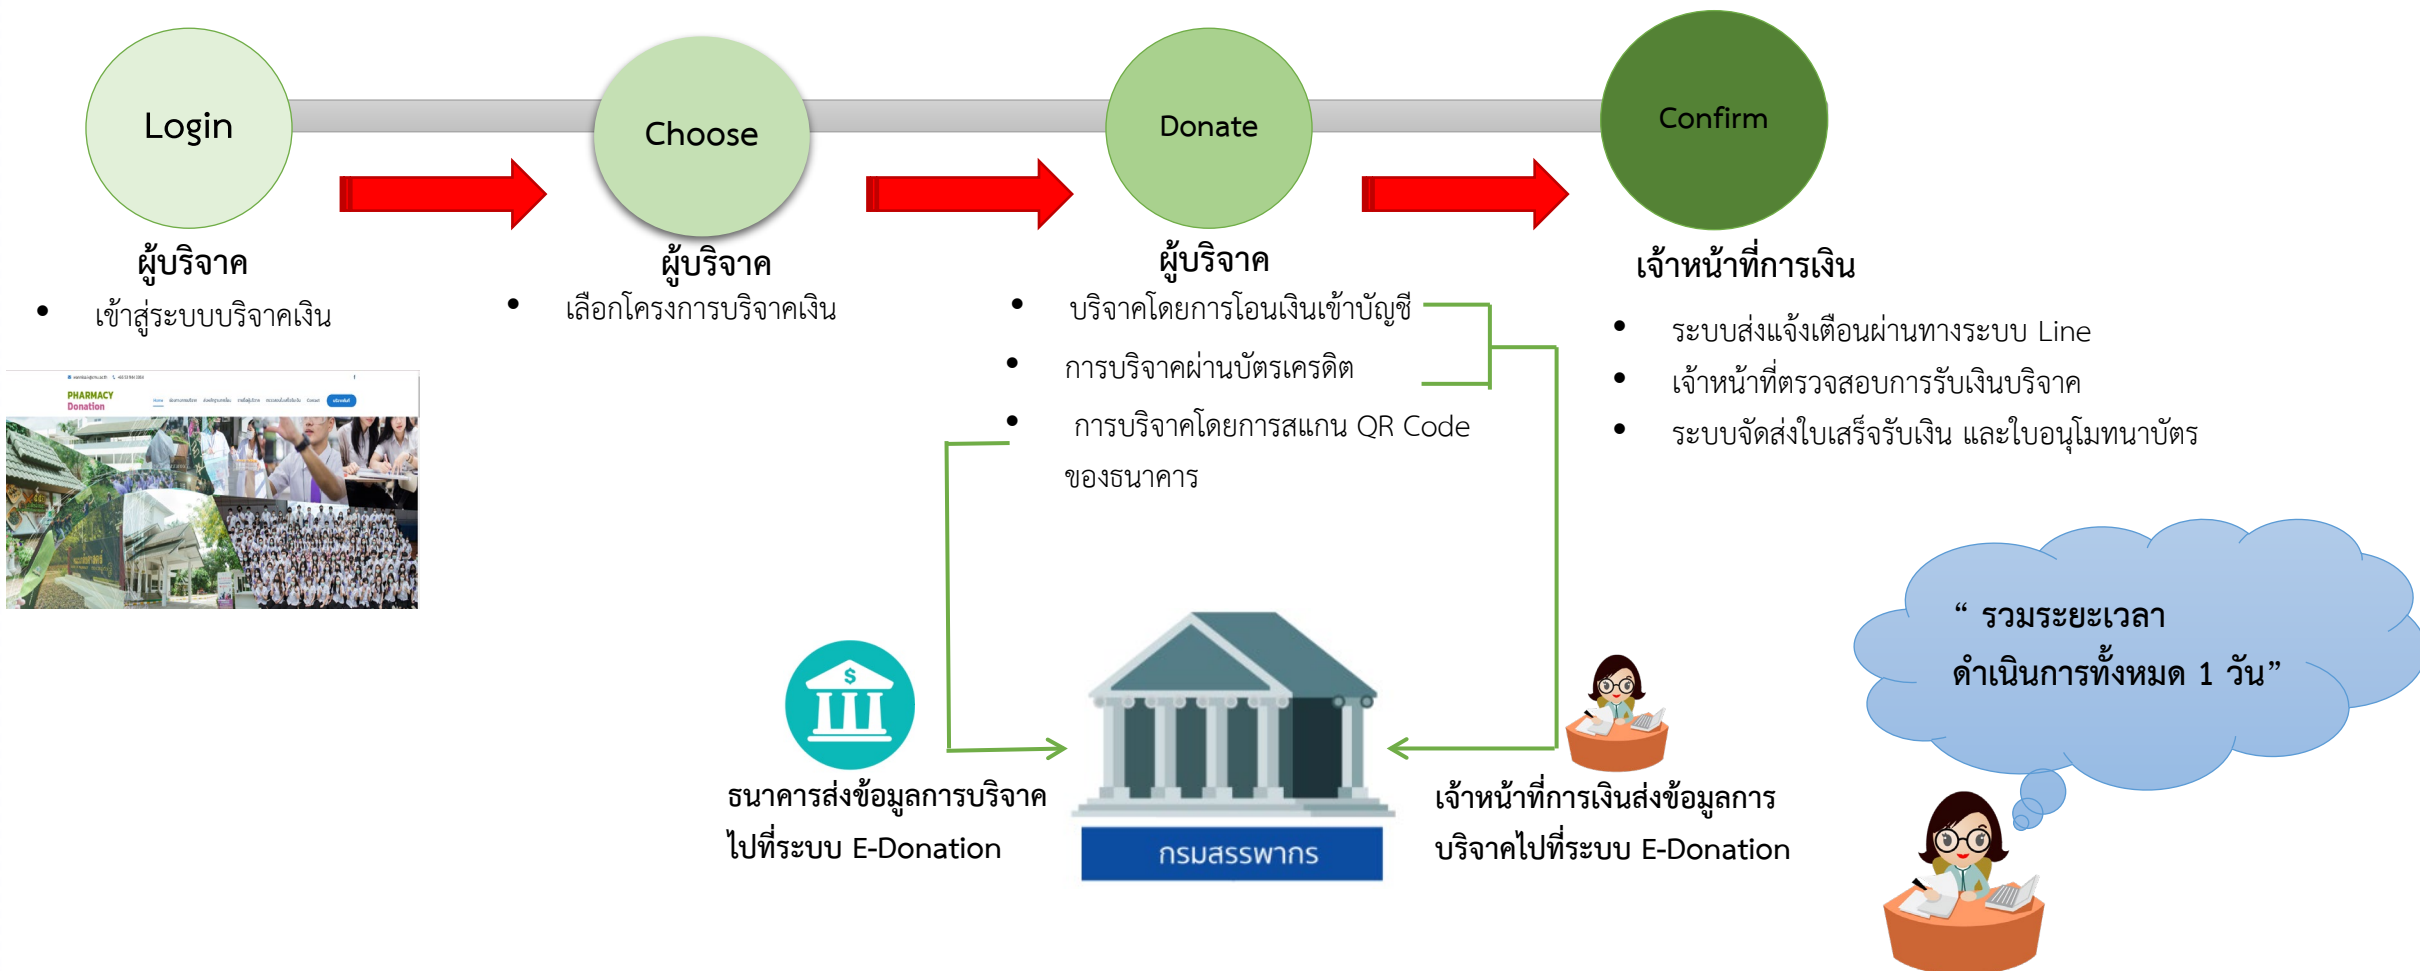 Login
Choose
Donate
Confirm
ผู้บริจาค
• เข้าสู่ระบบบริจาคเงิน
ผู้บริจาค
• เลือกโครงการบริจาคเงิน
ผู้บริจาค
• บริจาคโดยการโอนเงินเข้าบัญชี
• การบริจาคผ่านบัตรเครดิต
• การบริจาคโดยการสแกน QR Code
ของธนาคาร
เจ้าหน้าที่การเงิน
• ระบบส่งแจ้งเตือนผ่านทางระบบ Line
• เจ้าหน้าที่ตรวจสอบการรับเงินบริจาค
• ระบบจัดส่งใบเสร็จรับเงิน และใบอนุโมทนาบัตร
PHARMACY
Donation
Home
Contact
ธนาคารส่งข้อมูลการบริจาค
ไปที่ระบบ E-Donation
กรมสรรพากร
เจ้าหน้าที่การเงินส่งข้อมูลการ
บริจาคไปที่ระบบ E-Donation
“ รวมระยะเวลา
ดำเนินการทั้งหมด 1 วัน”